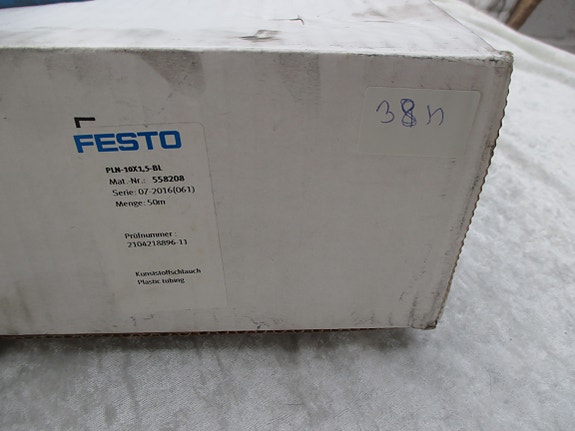 FESTO
PLN-10X1,5-BL
Mat.-Nr.: 558208
Serie: 07-2016(061)
Menge: 50m
Prüfnummer :
2104218896-11
Kunststoffschlauch
Plastic tubing